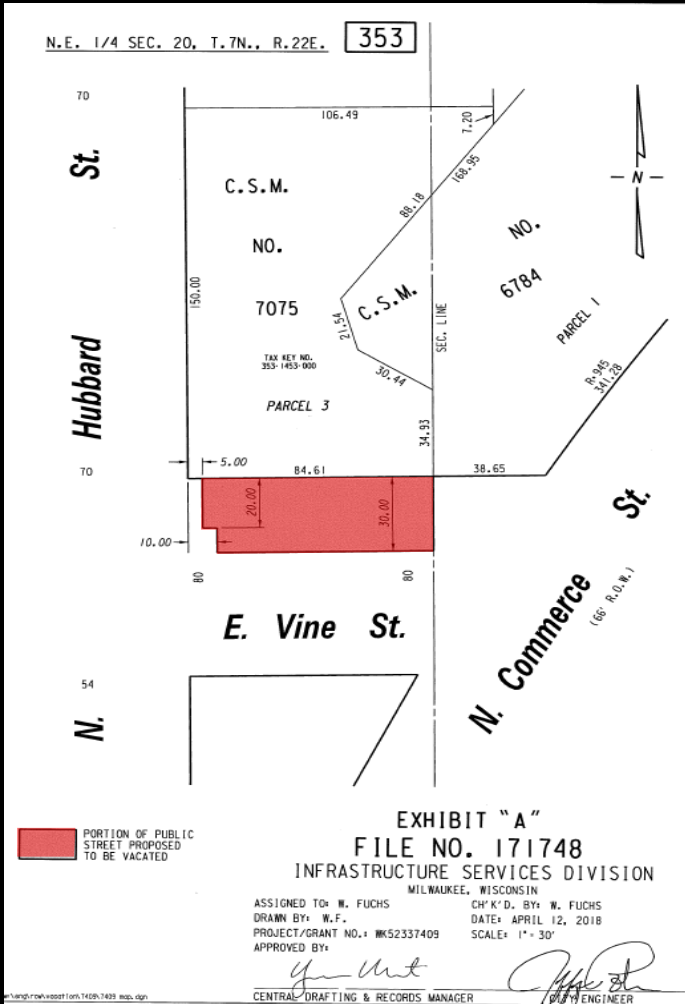 N.E. 1/4 SEC. 20, T.7N., R.22E. 353
70
106.49
7.20
St.
C.S.M.
168.95
N
88.18
NO.
NO.
150.00
C.S.M.
6784
7075
21.54
SEC. LINE
PARCEL 1
TAX KEY NO.
353-1453-000
30.44
R.945
341.28
Hubbard
PARCEL 3
34.93
70
5.00
84.61
38.65
20.00
30.00
St.
10.00
80
80
(66' R.O.W.)
E. Vine St.
N. Commerce
54
N.
PORTION OF PUBLIC
STREET PROPOSED
TO BE VACATED
EXHIBIT "A"
FILE NO. 171748
INFRASTRUCTURE SERVICES DIVISION
MILWAUKEE, WISCONSIN
ASSIGNED TO: W. FUCHS CH'K'D. BY: W. FUCHS
DRAWN BY: W.F. DATE: APRIL 12, 2018
PROJECT/GRANT NO.: MK52337409 SCALE: 1"=30'
APPROVED BY:
CENTRAL DRAFTING & RECORDS MANAGER CITY ENGINEER